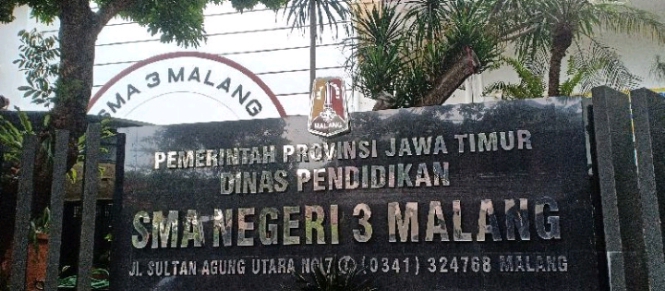 SMA 3 MALANG
MALANG
PEMERINTAH PROVINSI JAWA TIMUR
DINAS PENDIDIKAN
SMA NEGERI 3 MALANG
JL. SULTAN AGUNG UTARA NO 7 (0341) 324768 MALANG